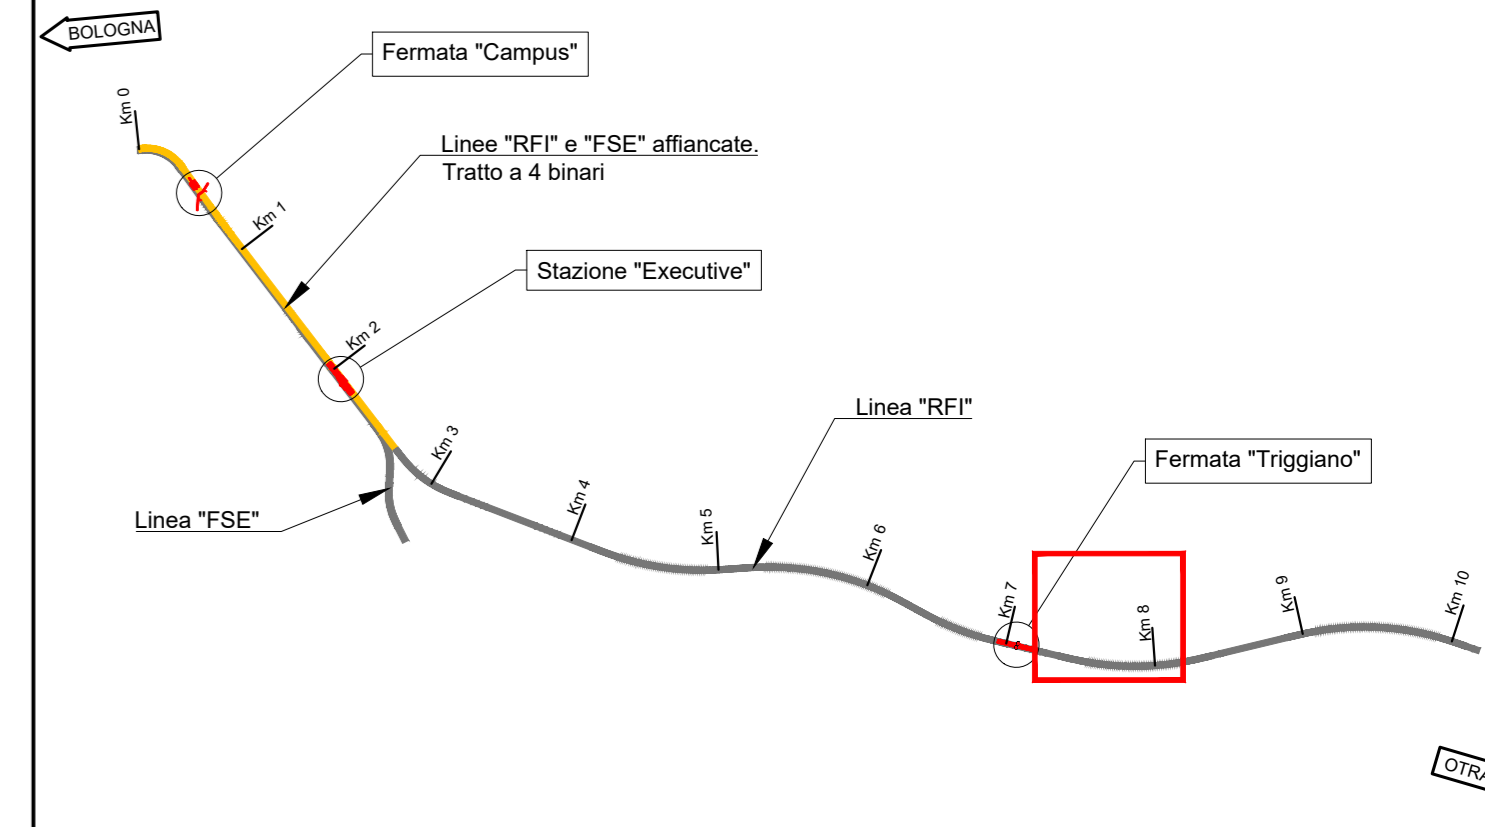 BOLOGNA
Fermata "Campus"
Km 0
Linee "RFI" e "FSE" affiancate.
Tratto a 4 binari
Km 1
Stazione "Executive"
Km 2
Linea "RFI"
Km 3
Fermata "Triggiano"
Km 4
Linea "FSE"
Km 5
Km 6
Km 7
Km 8
Km 9
Km 10
OTRA